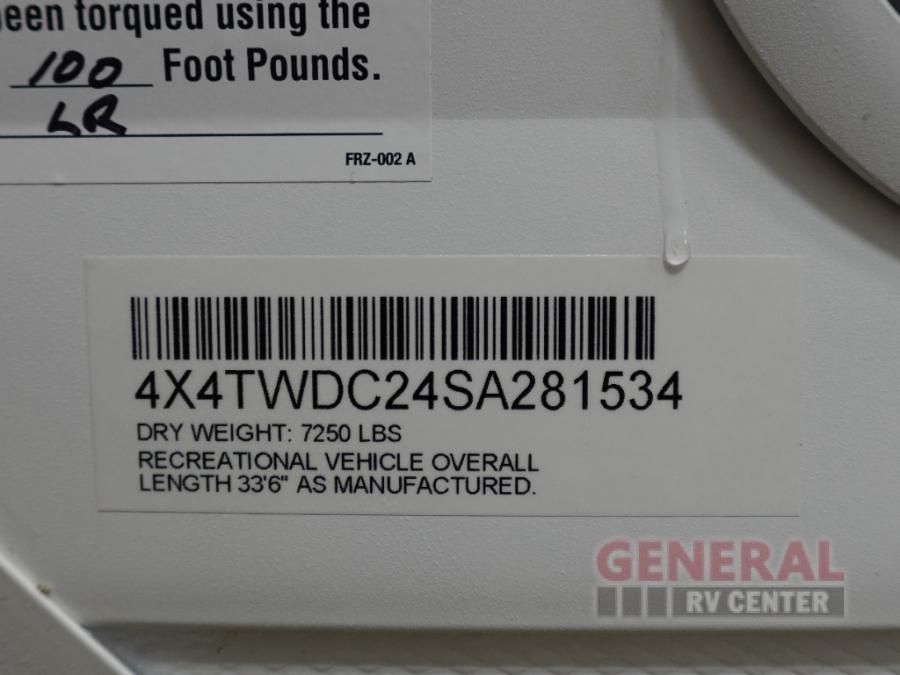 been torqued using the
100 Foot Pounds.
LR
FRZ-002 A
4X4TWDC24SA281534
DRY WEIGHT: 7250 LBS
RECREATIONAL VEHICLE OVERALL
LENGTH 33'6" AS MANUFACTURED.
GENERAL
RV CENTER